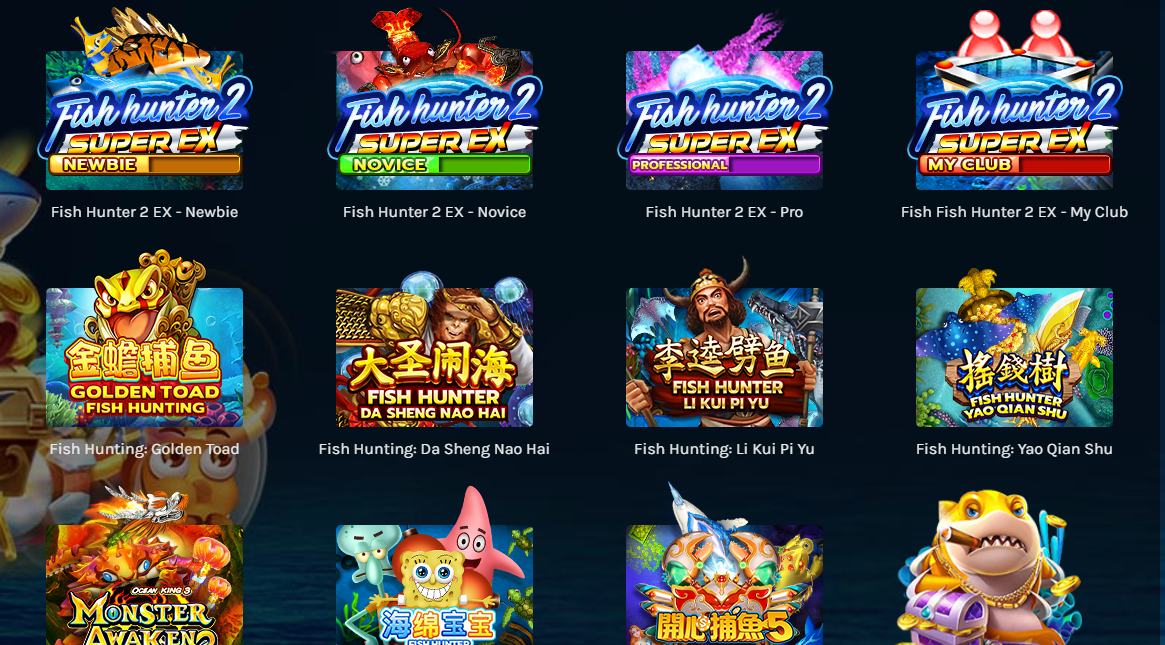 Fish hunter 2
SUPER EX
NEWBIE
Fish hunter 2
SUPER EX
NOVICE
Fish hunter 2
SUPER EX
PROFESSIONAL
Fish hunter 2
SUPER EX
MY CLUB
Fish Hunter 2 EX - Newbie
Fish Hunter 2 EX - Novice
Fish Hunter 2 EX - Pro
Fish Fish Hunter 2 EX - My Club
金蟾捕鱼
GOLDEN TOAD
FISH HUNTING
大圣闹海
FISH HUNTER
DA SHENG NAO HAI
李逵劈鱼
FISH HUNTER
LI KUI PI YU
搖錢樹
FISH HUNTER
YAO QIAN SHU
Fish Hunting: Golden Toad
Fish Hunting: Da Sheng Nao Hai
Fish Hunting: Li Kui Pi Yu
Fish Hunting: Yao Qian Shu
OCEAN KING 3
MONSTER
AWAKEN
海绵宝宝
FISH HUNTER
開心捕魚5